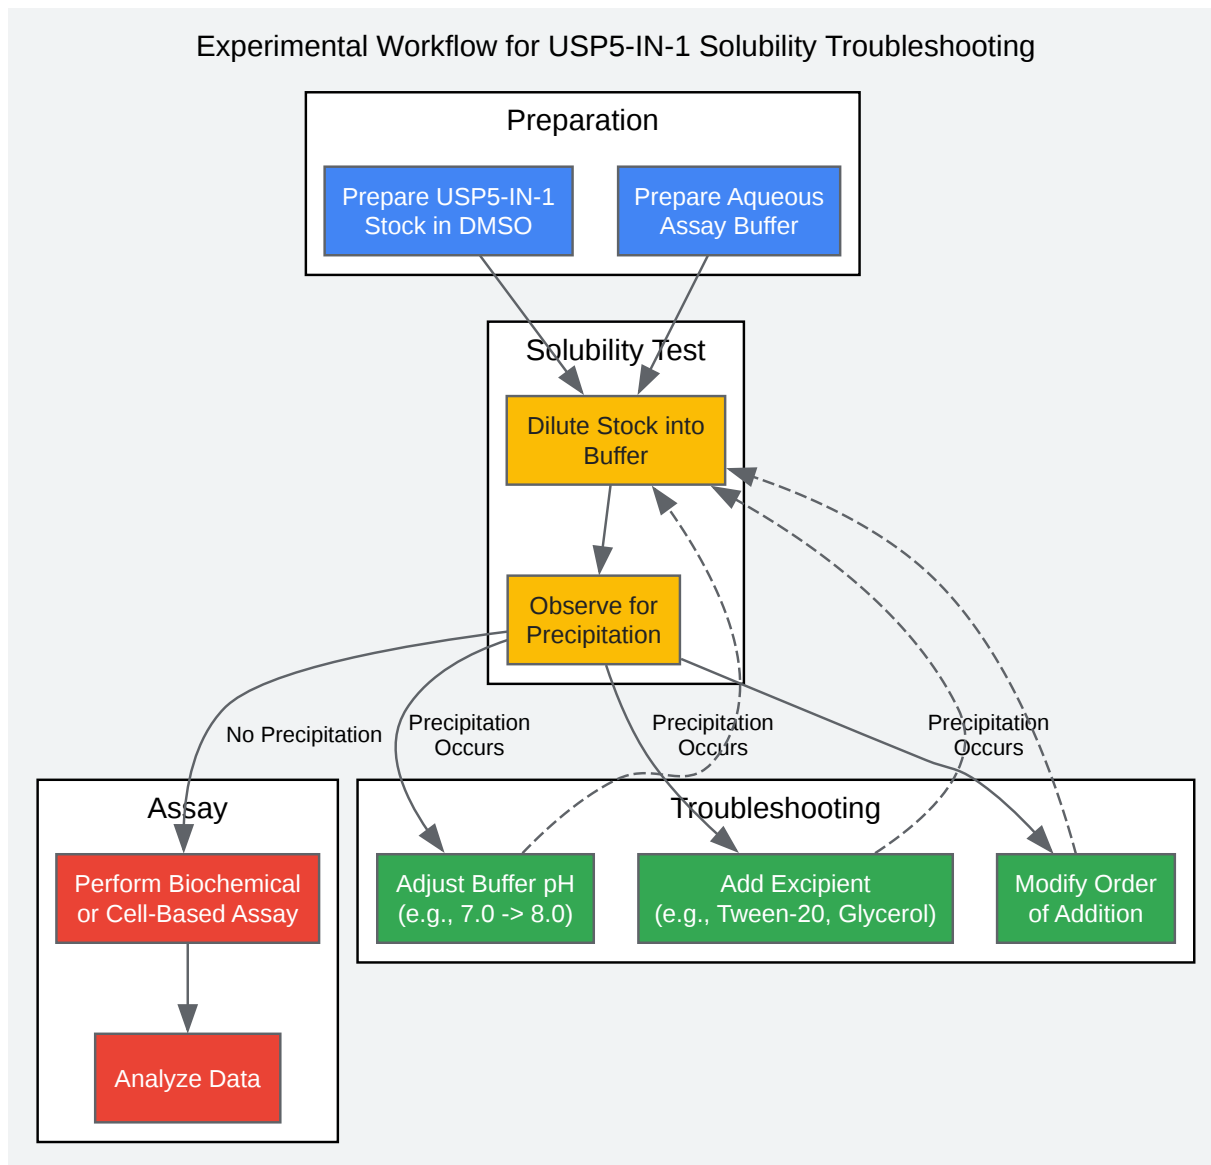 Experimental Workflow for USP5-IN-1 Solubility Troubleshooting
Preparation
Prepare USP5-IN-1
Stock in DMSO
Prepare Aqueous
Assay Buffer
Solubility Test
Dilute Stock into
Buffer
Observe for
Precipitation
No Precipitation
Precipitation
Occurs
Precipitation
Occurs
Precipitation
Occurs
Assay
Perform Biochemical
or Cell-Based Assay
Analyze Data
Troubleshooting
Adjust Buffer pH
(e.g., 7.0 -> 8.0)
Add Excipient
(e.g., Tween-20, Glycerol)
Modify Order
of Addition